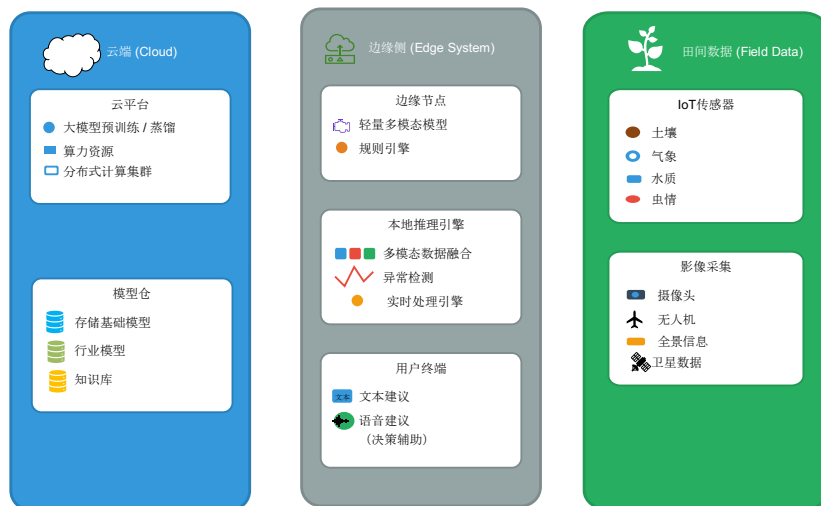 云端 (Cloud)
云平台
大模型预训练 / 蒸馏
算力资源
分布式计算集群
模型仓
存储基础模型
行业模型
知识库
边缘侧 (Edge System)
边缘节点
轻量多模态模型
规则引擎
本地推理引擎
多模态数据融合
异常检测
实时处理引擎
用户终端
文本
文本建议
语音建议
（决策辅助）
田间数据 (Field Data)
IoT传感器
土壤
气象
水质
虫情
影像采集
摄像头
无人机
全景信息
卫星数据